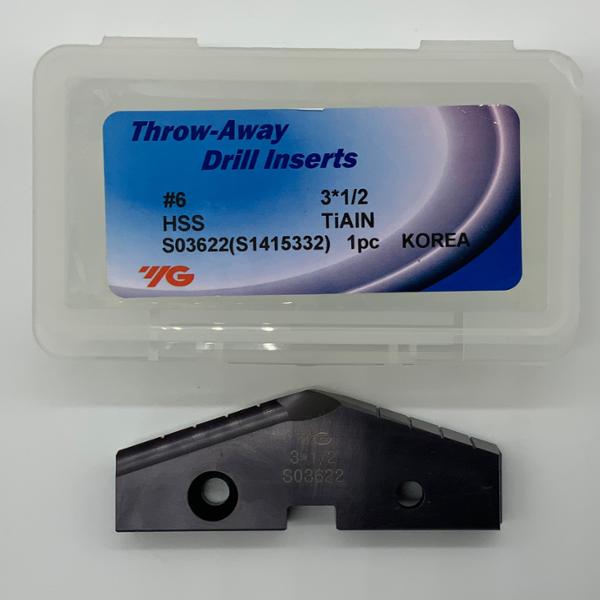 Throw-Away
Drill Inserts
#6 3*1/2
HSS TiAIN
S03622(S1415332) 1pc KOREA
YG
YG
3*1/2
S03622